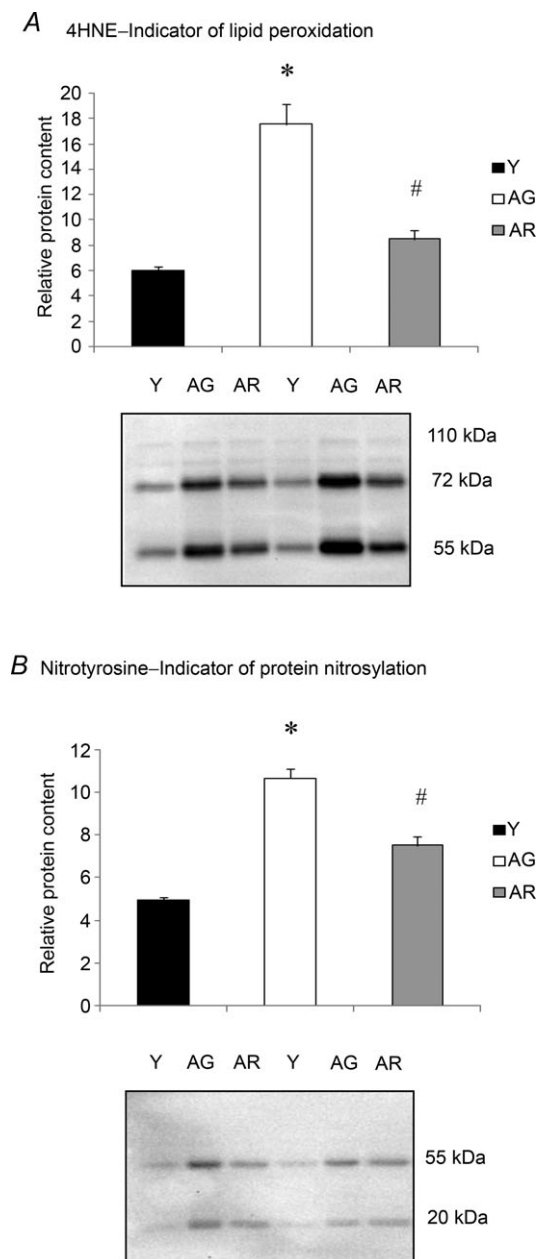 A 4HNE–Indicator of lipid peroxidation
*
20
18
16
14
12
10
8
6
4
2
0
Relative protein content
#
Y
AG
AR
Y AG AR Y AG AR
110 kDa
72 kDa
55 kDa
B Nitrotyrosine–Indicator of protein nitrosylation
*
12
10
8
6
4
2
0
Relative protein content
#
Y
AG
AR
Y AG AR Y AG AR
55 kDa
20 kDa